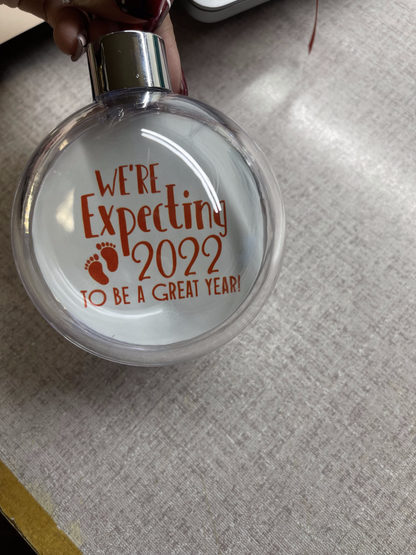 WE'RE
Expecting
2022
TO BE A GREAT YEAR!